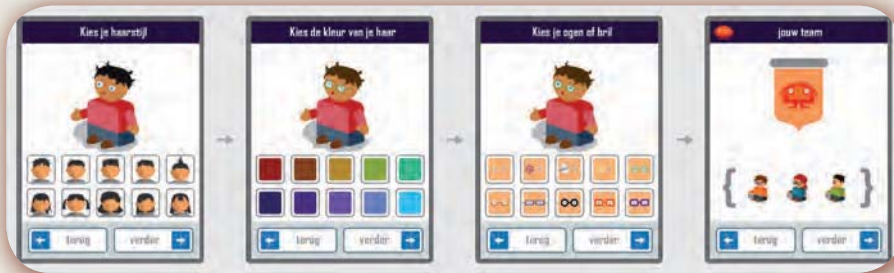 Kies je haarstijl
terug
verder
Kies de kleur van je haar
terug
verder
Kies je ogen of bril
terug
verder
jouw team
terug
verder